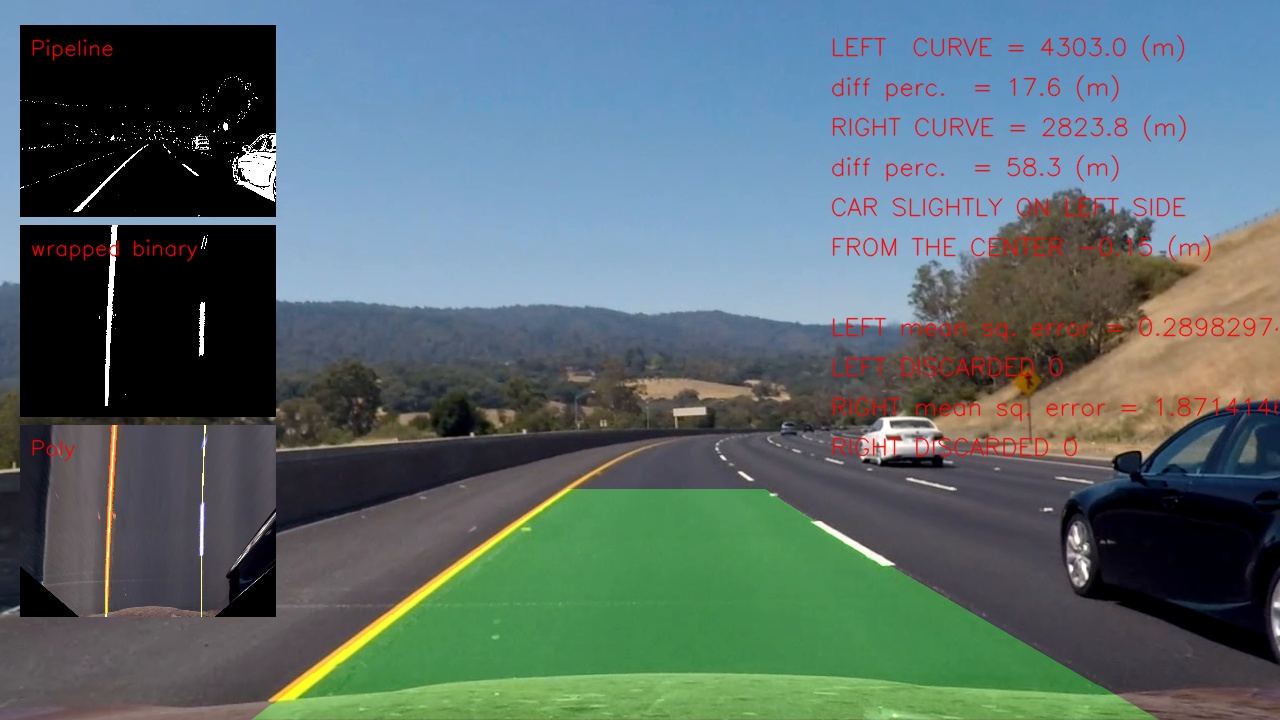 Pipeline
wrapped binary
Poly
LEFT CURVE = 4303.0 (m)
diff perc. = 17.6 (m)
RIGHT CURVE = 2823.8 (m)
diff perc. = 58.3 (m)
CAR SLIGHTLY ON LEFT SIDE
FROM THE CENTER -0.15 (m)
LEFT mean sq. error = 0.2898297
LEFT DISCARDED 0
RIGHT mean sq. error = 1.871414
RIGHT DISCARDED 0